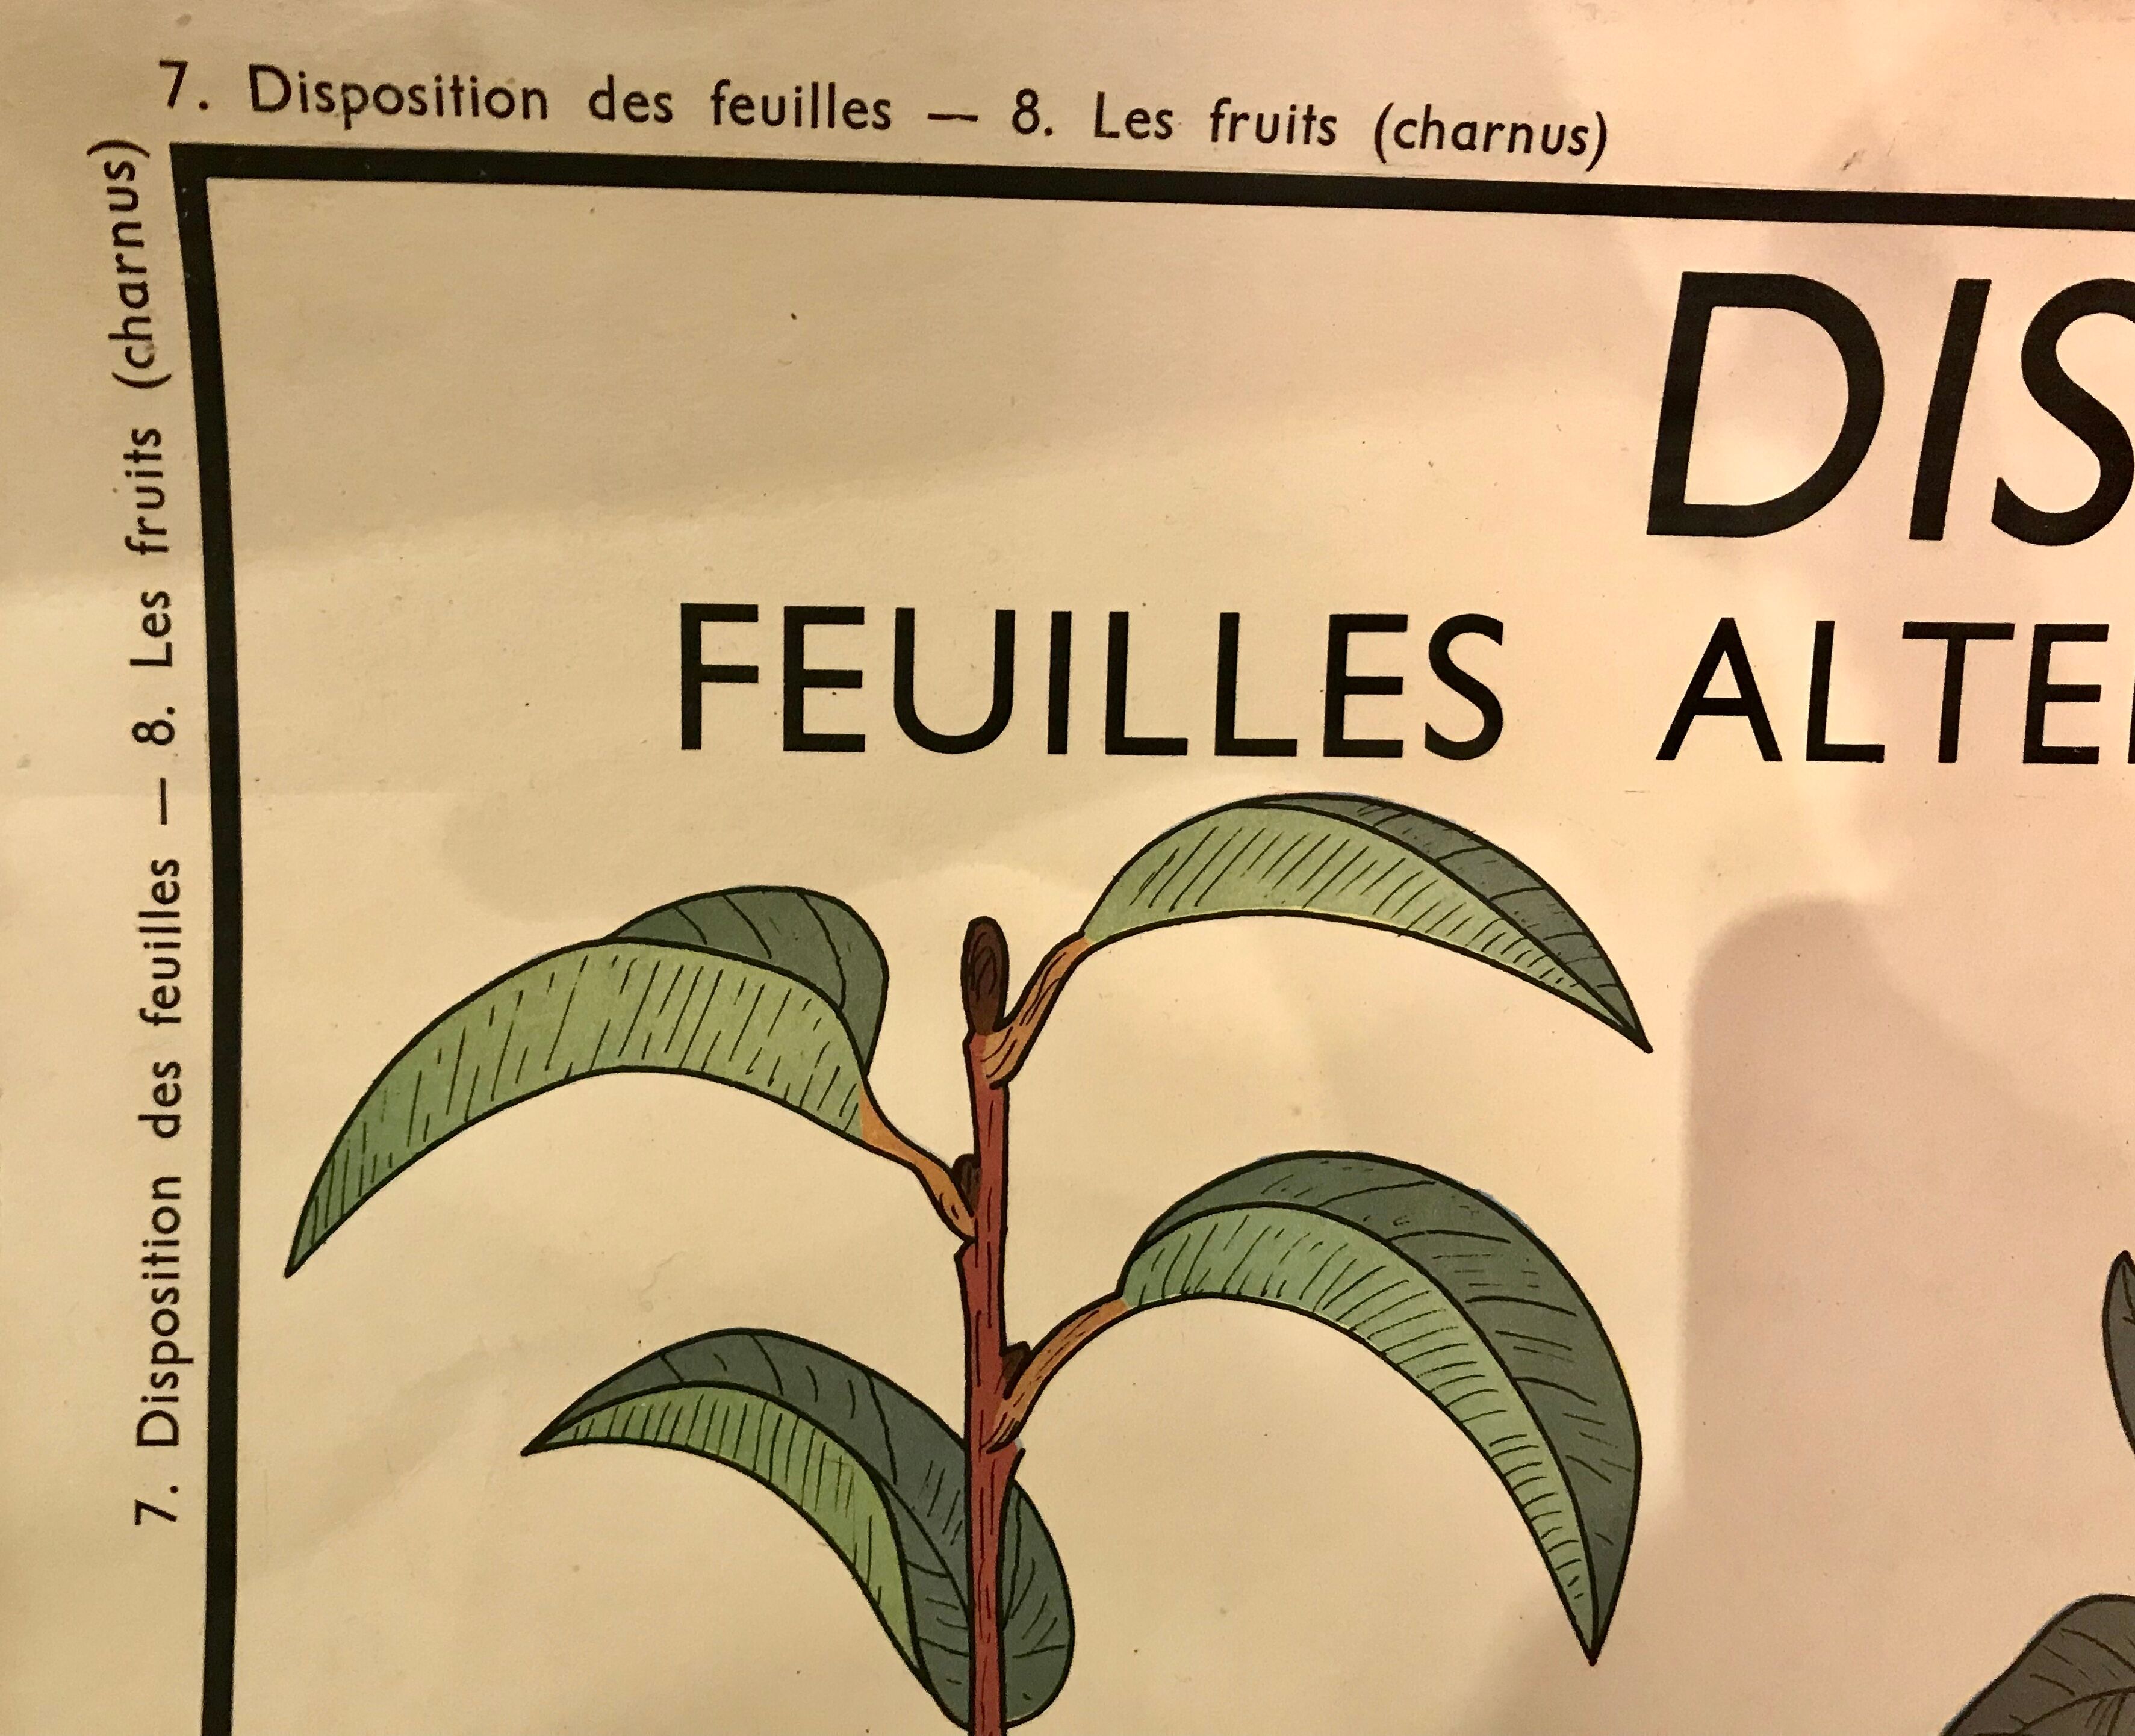 7. Disposition des feuilles — 8. Les fruits (charnus)
7. Disposition des feuilles — 8. Les fruits (charnus)
DIS
FEUILLES ALTE